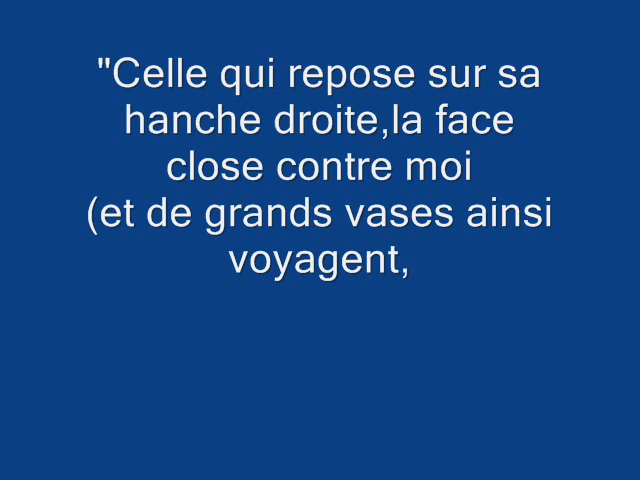 "Celle qui repose sur sa
hanche droite,la face
close contre moi
(et de grands vases ainsi
voyagent,